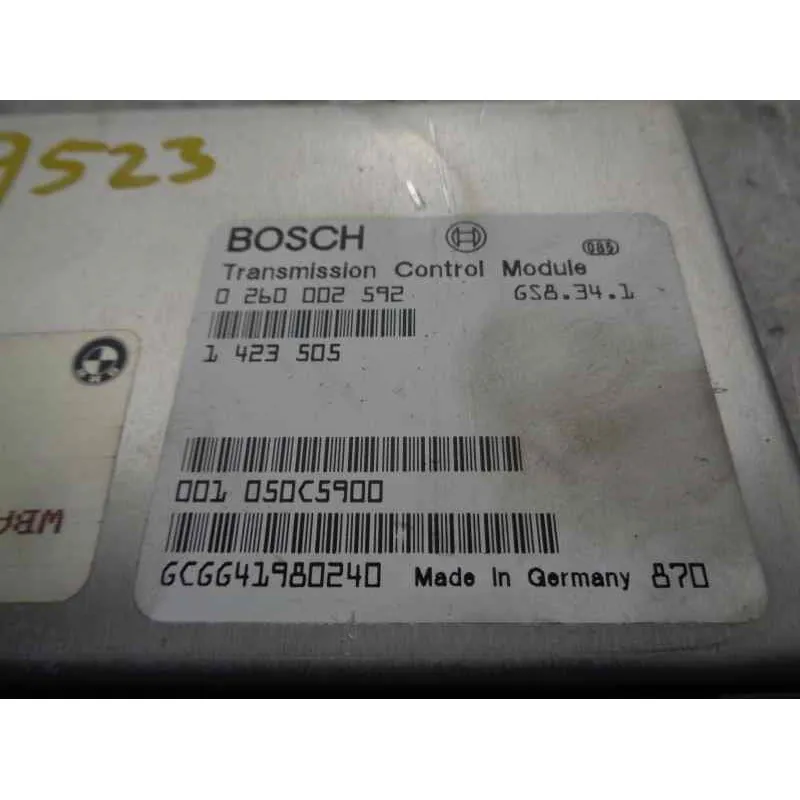 9523
BOSCH
Transmission Control Module
0 260 002 592 GS8.34.1
1 423 505
001 050C5900
GCGG41980240 Made In Germany 870